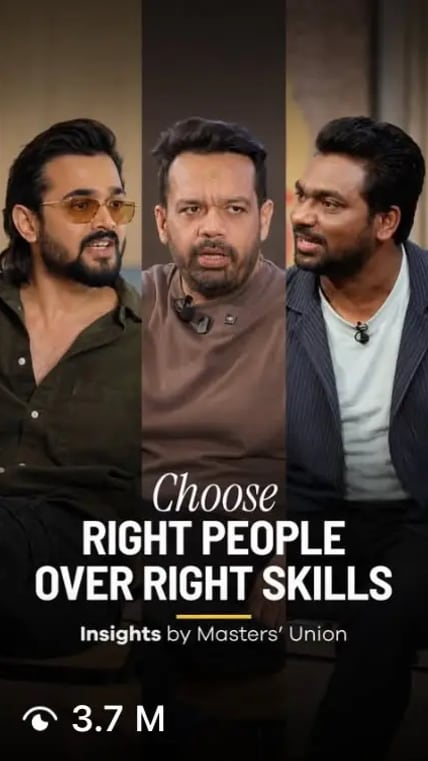 Choose
RIGHT PEOPLE
OVER RIGHT SKILLS
Insights by Masters' Union
3.7 M